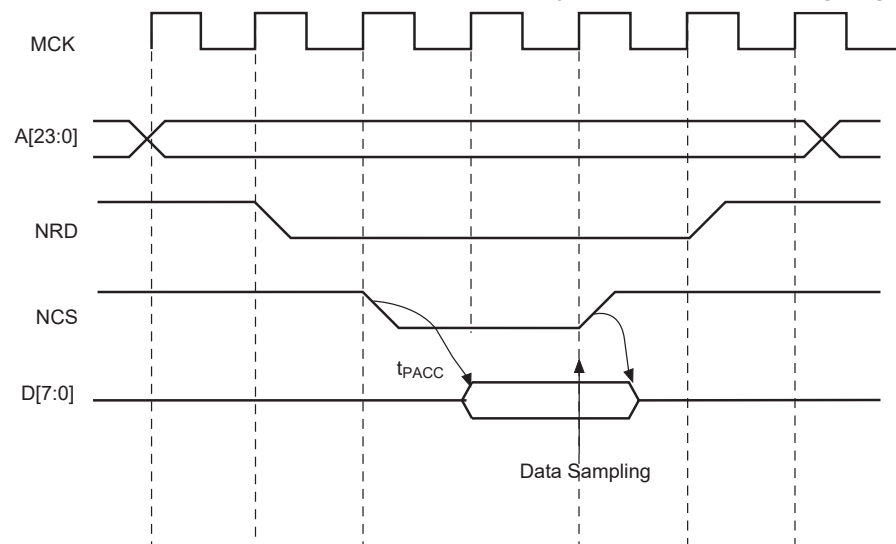 MCK
A[23:0]
NRD
NCS
tPACC
D[7:0]
Data Sampling